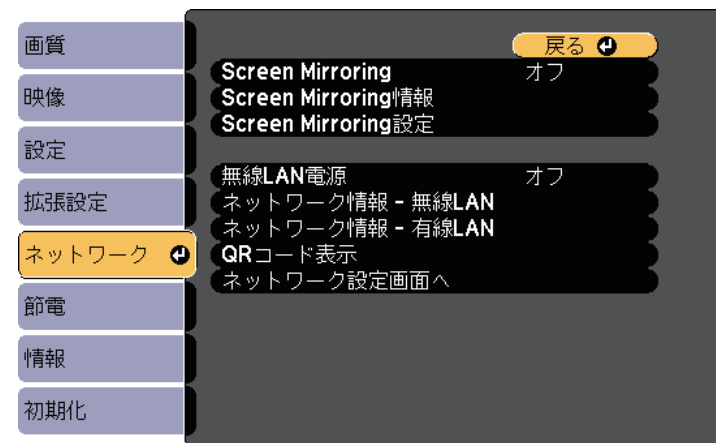 画質
映像
設定
拡張設定
ネットワーク
節電
情報
初期化
戻る
Screen Mirroring オフ
Screen Mirroring情報
Screen Mirroring設定
無線LAN電源 オフ
ネットワーク情報 - 無線LAN
ネットワーク情報 - 有線LAN
QRコード表示
ネットワーク設定画面へ